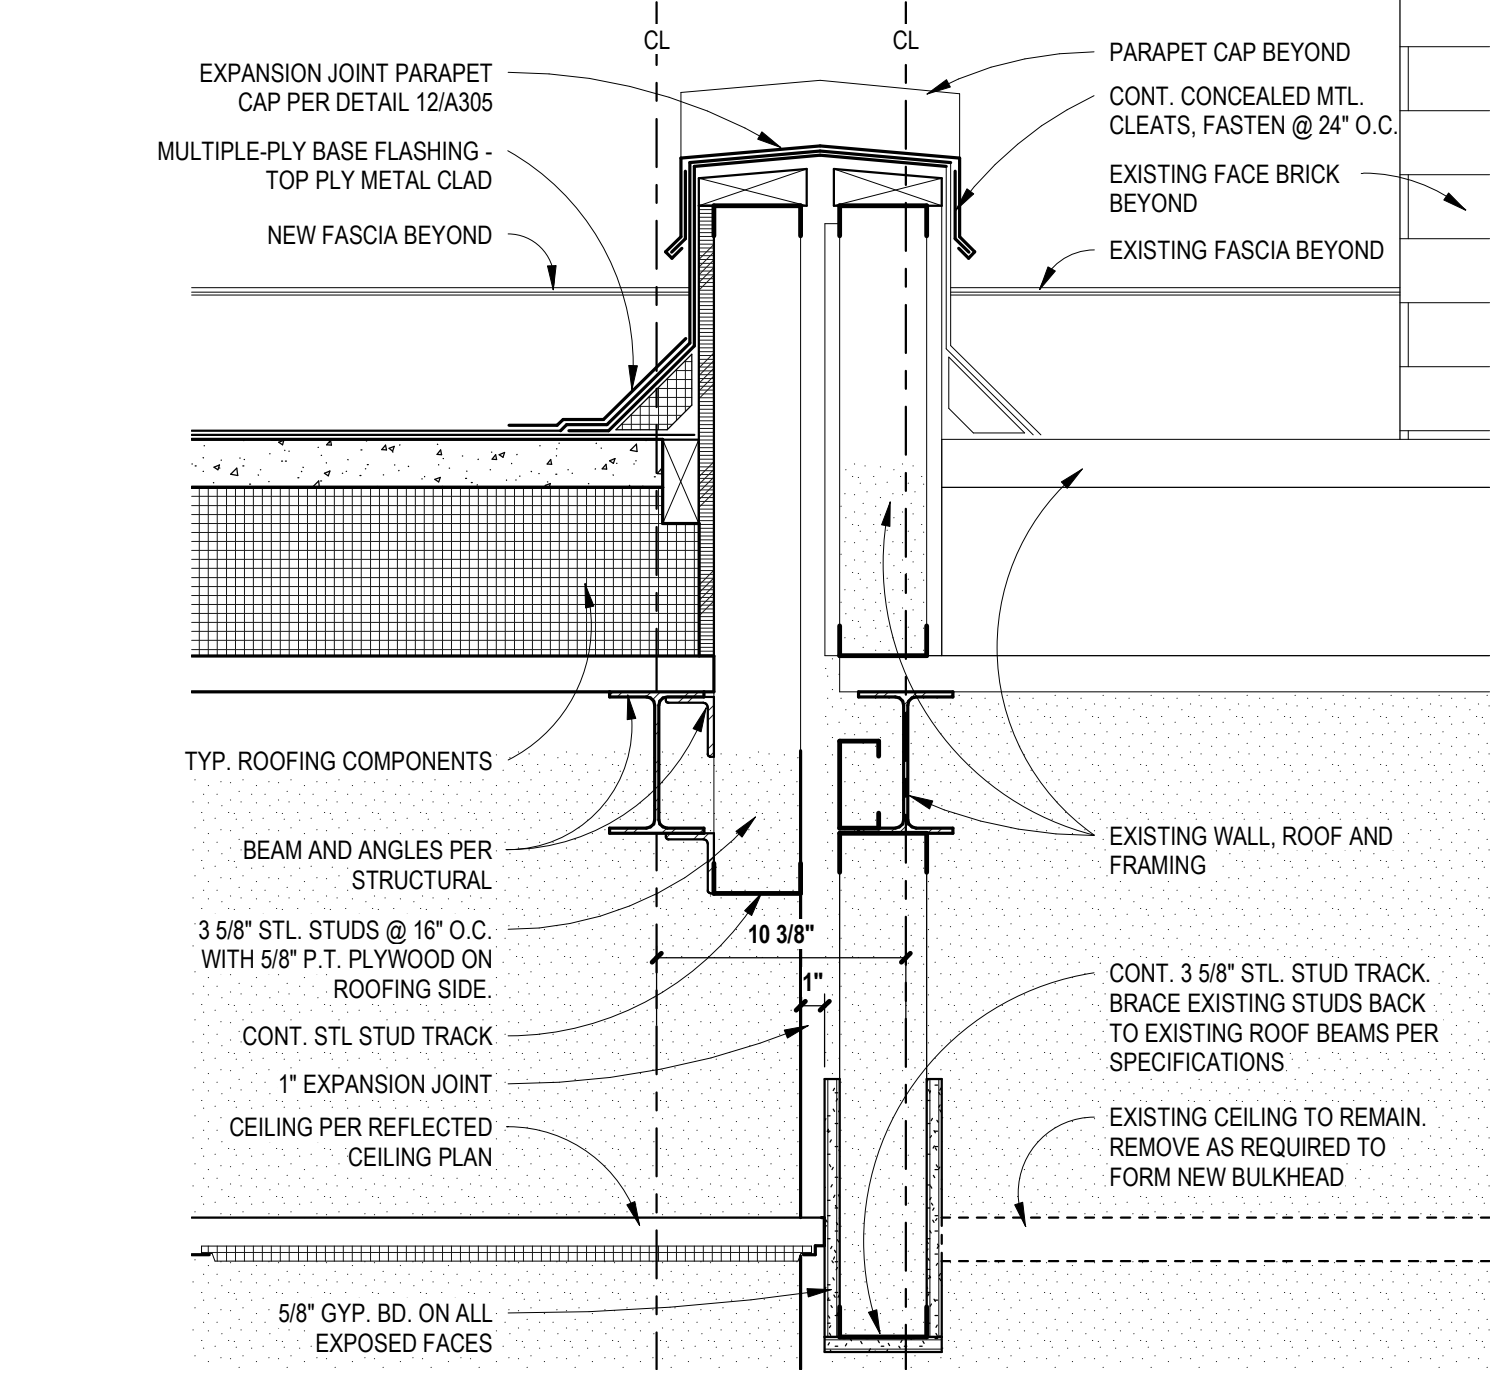 CL
CL
EXPANSION JOINT PARAPET
CAP PER DETAIL 12/A305
MULTIPLE-PLY BASE FLASHING -
TOP PLY METAL CLAD
NEW FASCIA BEYOND
PARAPET CAP BEYOND
CONT. CONCEALED MTL.
CLEATS, FASTEN @ 24" O.C.
EXISTING FACE BRICK
BEYOND
EXISTING FASCIA BEYOND
TYP. ROOFING COMPONENTS
BEAM AND ANGLES PER
STRUCTURAL
3 5/8" STL. STUDS @ 16" O.C.
WITH 5/8" P.T. PLYWOOD ON
ROOFING SIDE.
CONT. STL STUD TRACK
1" EXPANSION JOINT
CEILING PER REFLECTED
CEILING PLAN
5/8" GYP. BD. ON ALL
EXPOSED FACES
10 3/8"
1"
EXISTING WALL, ROOF AND
FRAMING
CONT. 3 5/8" STL. STUD TRACK.
BRACE EXISTING STUDS BACK
TO EXISTING ROOF BEAMS PER
SPECIFICATIONS
EXISTING CEILING TO REMAIN.
REMOVE AS REQUIRED TO
FORM NEW BULKHEAD